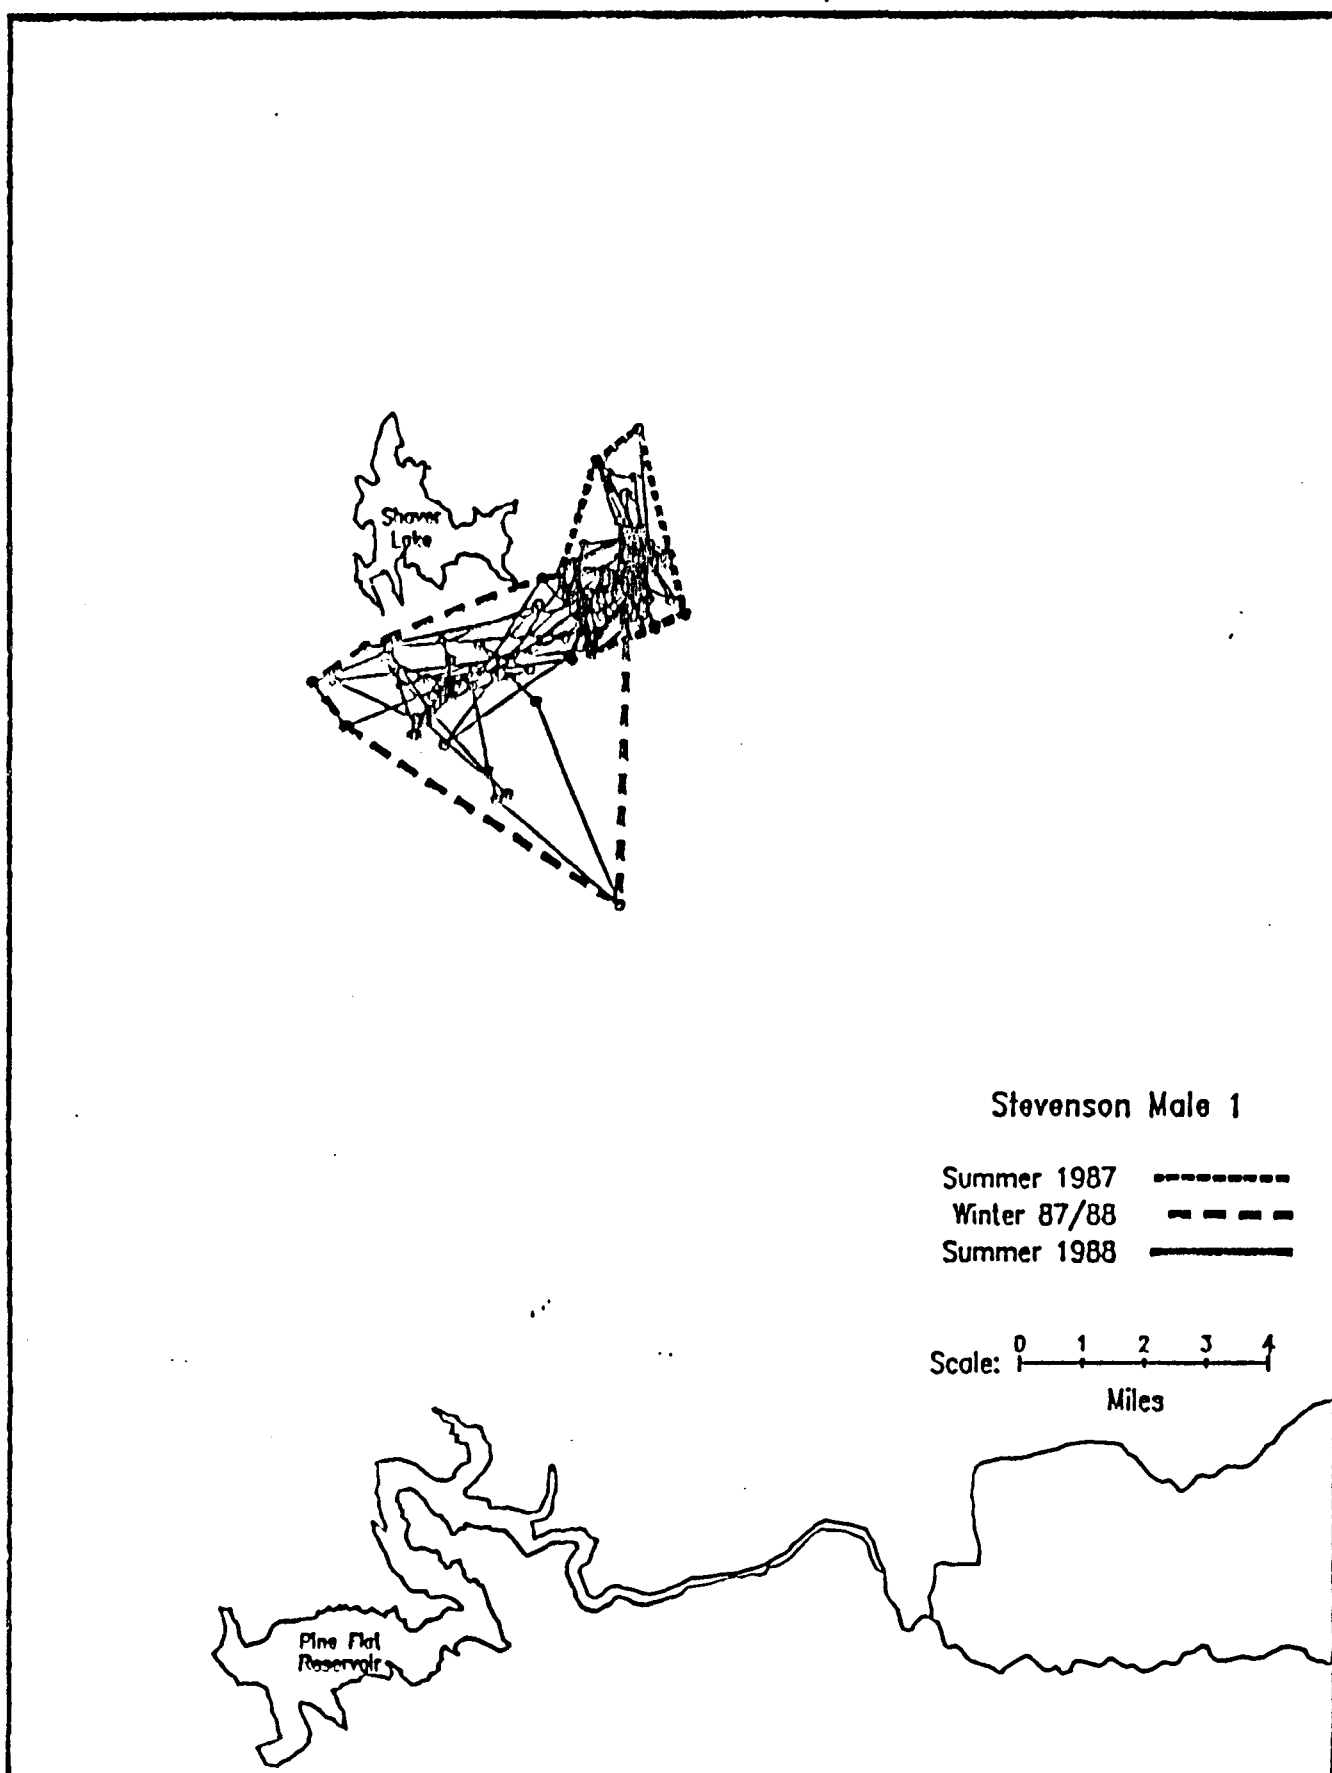 Shaver
Lake
Stevenson Male 1
Summer 1987
Winter 87/88
Summer 1988
0 1 2 3 4
Scale:
Miles
Pine Flat
Reservoir